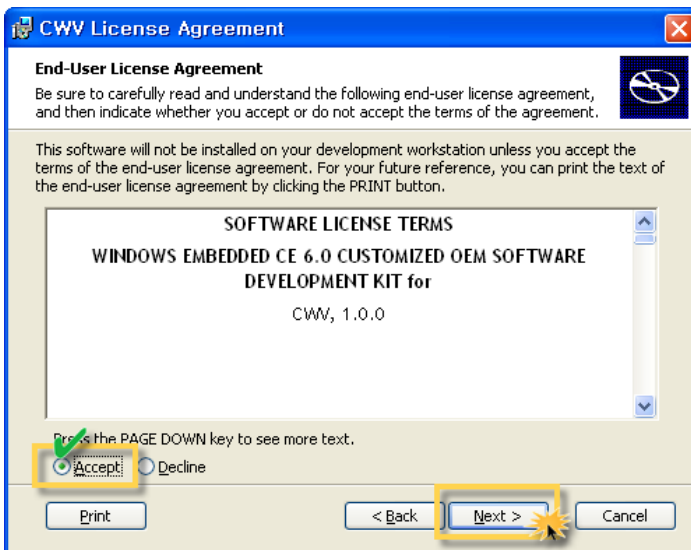 CWV License Agreement
End-User License Agreement
Be sure to carefully read and understand the following end-user license agreement,
and then indicate whether you accept or do not accept the terms of the agreement.
This software will not be installed on your development workstation unless you accept the
terms of the end-user license agreement. For your future reference, you can print the text of
the end-user license agreement by clicking the PRINT button.
SOFTWARE LICENSE TERMS
WINDOWS EMBEDDED CE 6.0 CUSTOMIZED OEM SOFTWARE
DEVELOPMENT KIT for
CWV, 1.0.0
Press the PAGE DOWN key to see more text.
Accept Decline
Print < Back Next > Cancel